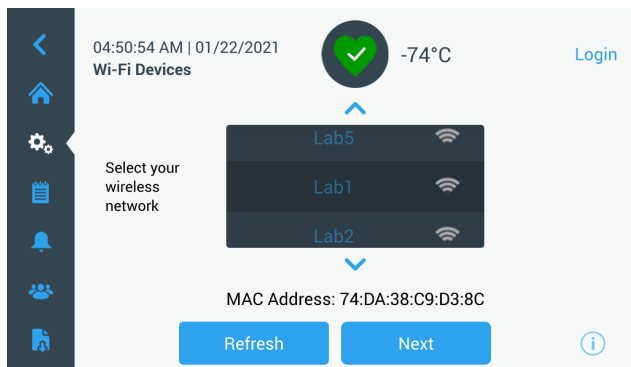 04:50:54 AM | 01/22/2021
Wi-Fi Devices
-74°C
Login
Select your
wireless
network
Lab5
Lab1
Lab2
MAC Address: 74:DA:38:C9:D3:8C
Refresh
Next